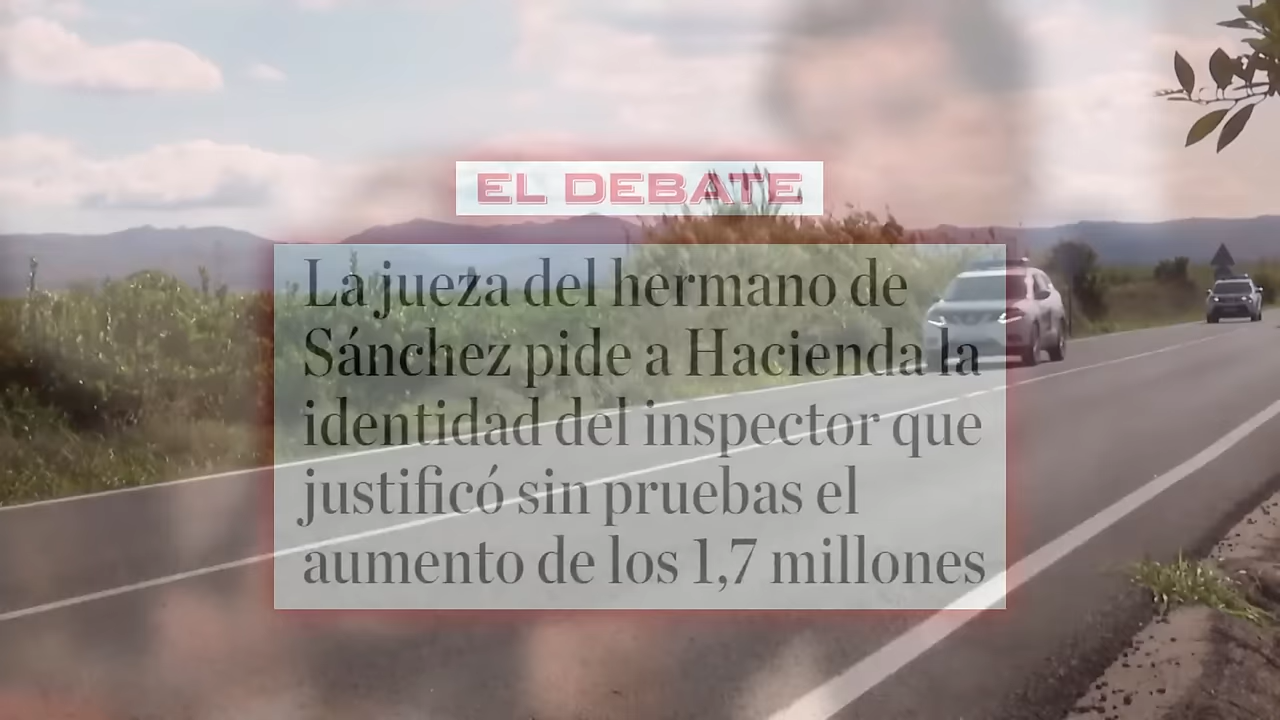 EL DEBATE
La jueza del hermano de
Sánchez pide a Hacienda la
identidad del inspector que
justificó sin pruebas el
aumento de los 1,7 millones